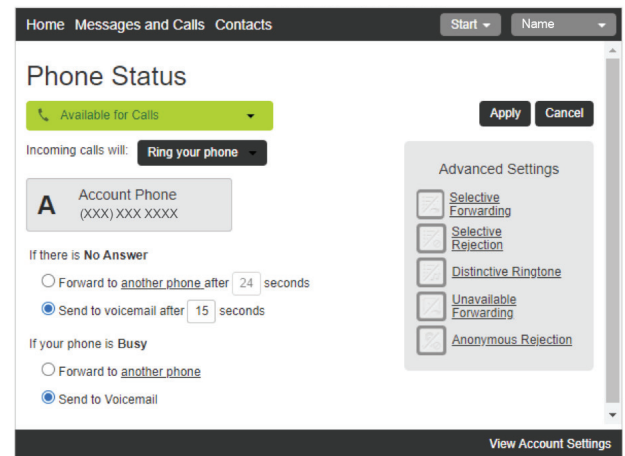 Home Messages and Calls Contacts Start Name
Phone Status
Available for Calls
Apply Cancel
Incoming calls will: Ring your phone
A Account Phone
(XXX) XXX XXXX
If there is No Answer
Forward to another phone after 24 seconds
Send to voicemail after 15 seconds
If your phone is Busy
Forward to another phone
Send to Voicemail
Advanced Settings
Selective
Forwarding
Selective
Rejection
Distinctive Ringtone
Unavailable
Forwarding
Anonymous Rejection
View Account Settings